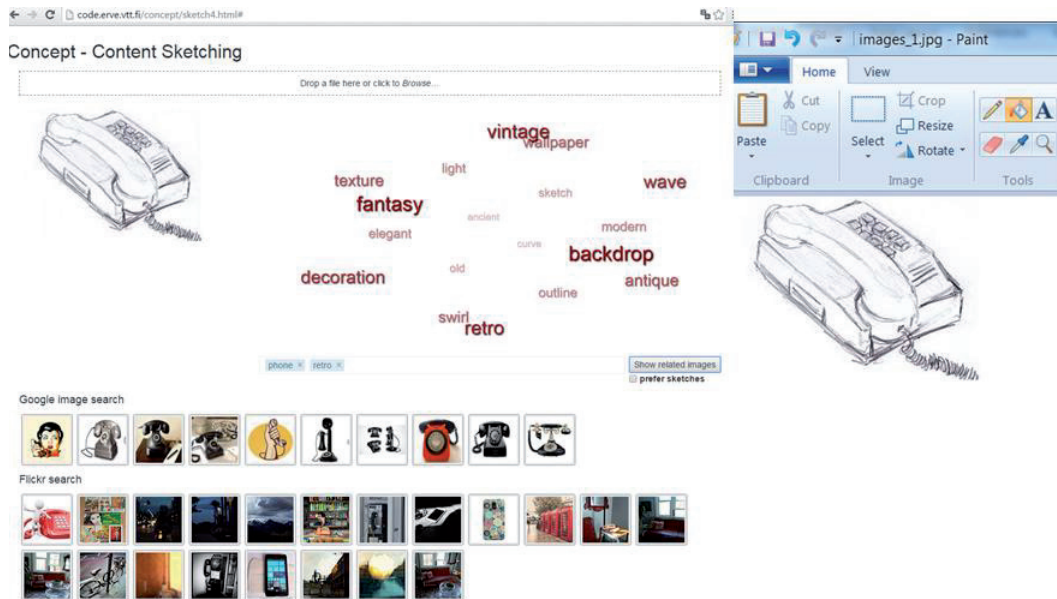 code.erve.vtt.fi/concept/sketch4.html#
Concept - Content Sketching
Drop a file here or click to Browse...
vintage
wallpaper
light
texture
sketch
wave
fantasy
ancient
elegant
modern
curve
backdrop
old
decoration
antique
outline
swirl
retro
phone × retro ×
Show related images
prefer sketches
Google image search
Flickr search
images_1.jpg - Paint
Home View
Paste
Cut
Copy
Clipboard
Select
Crop
Resize
Rotate
Image
A
Tools